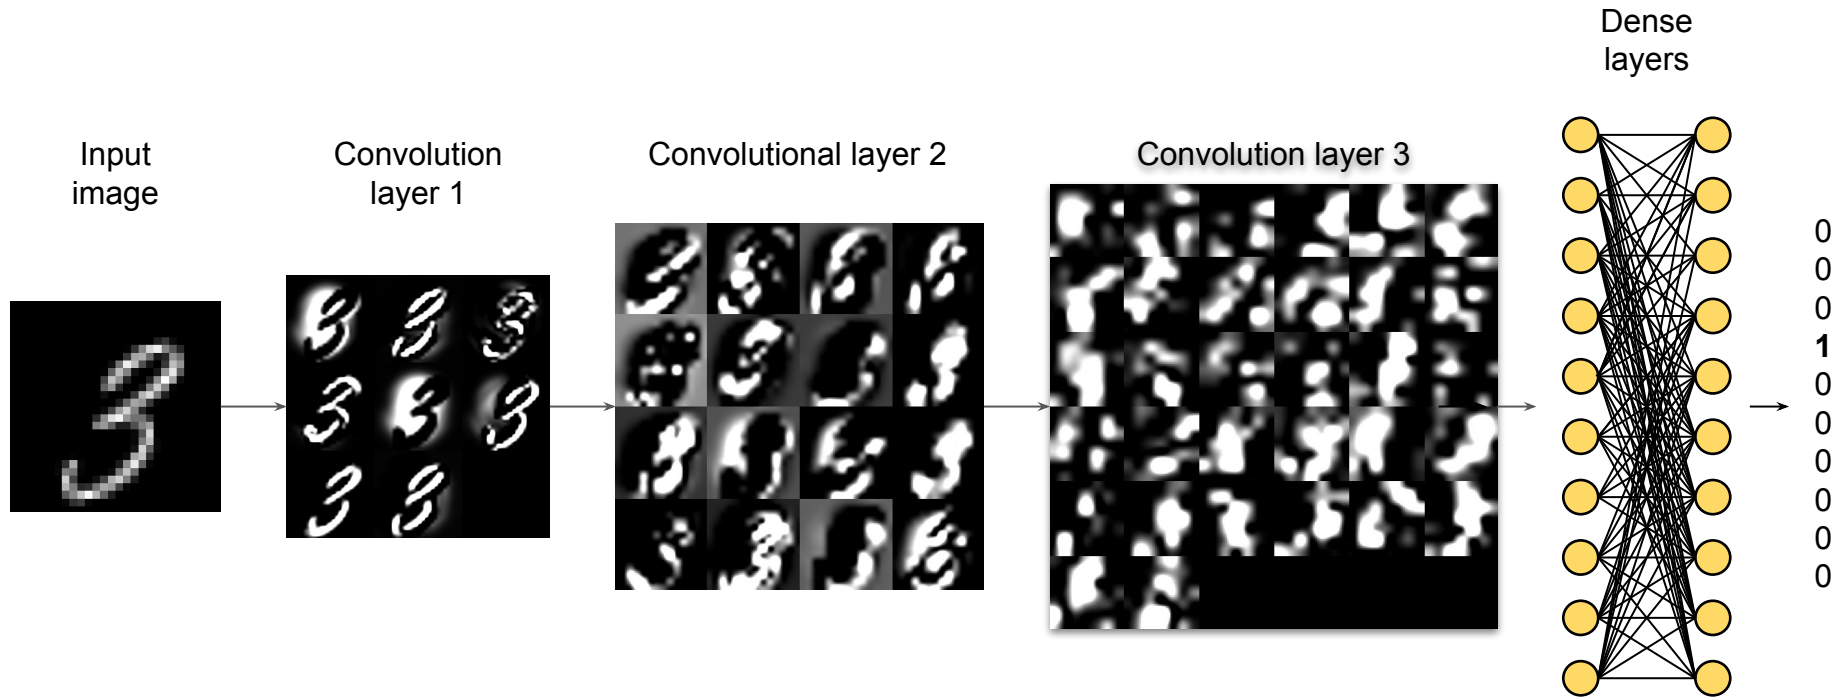 Input
image
Convolution
layer 1
Convolutional layer 2
Convolution layer 3
Dense
layers
0
0
0
1
0
0
0
0
0
0